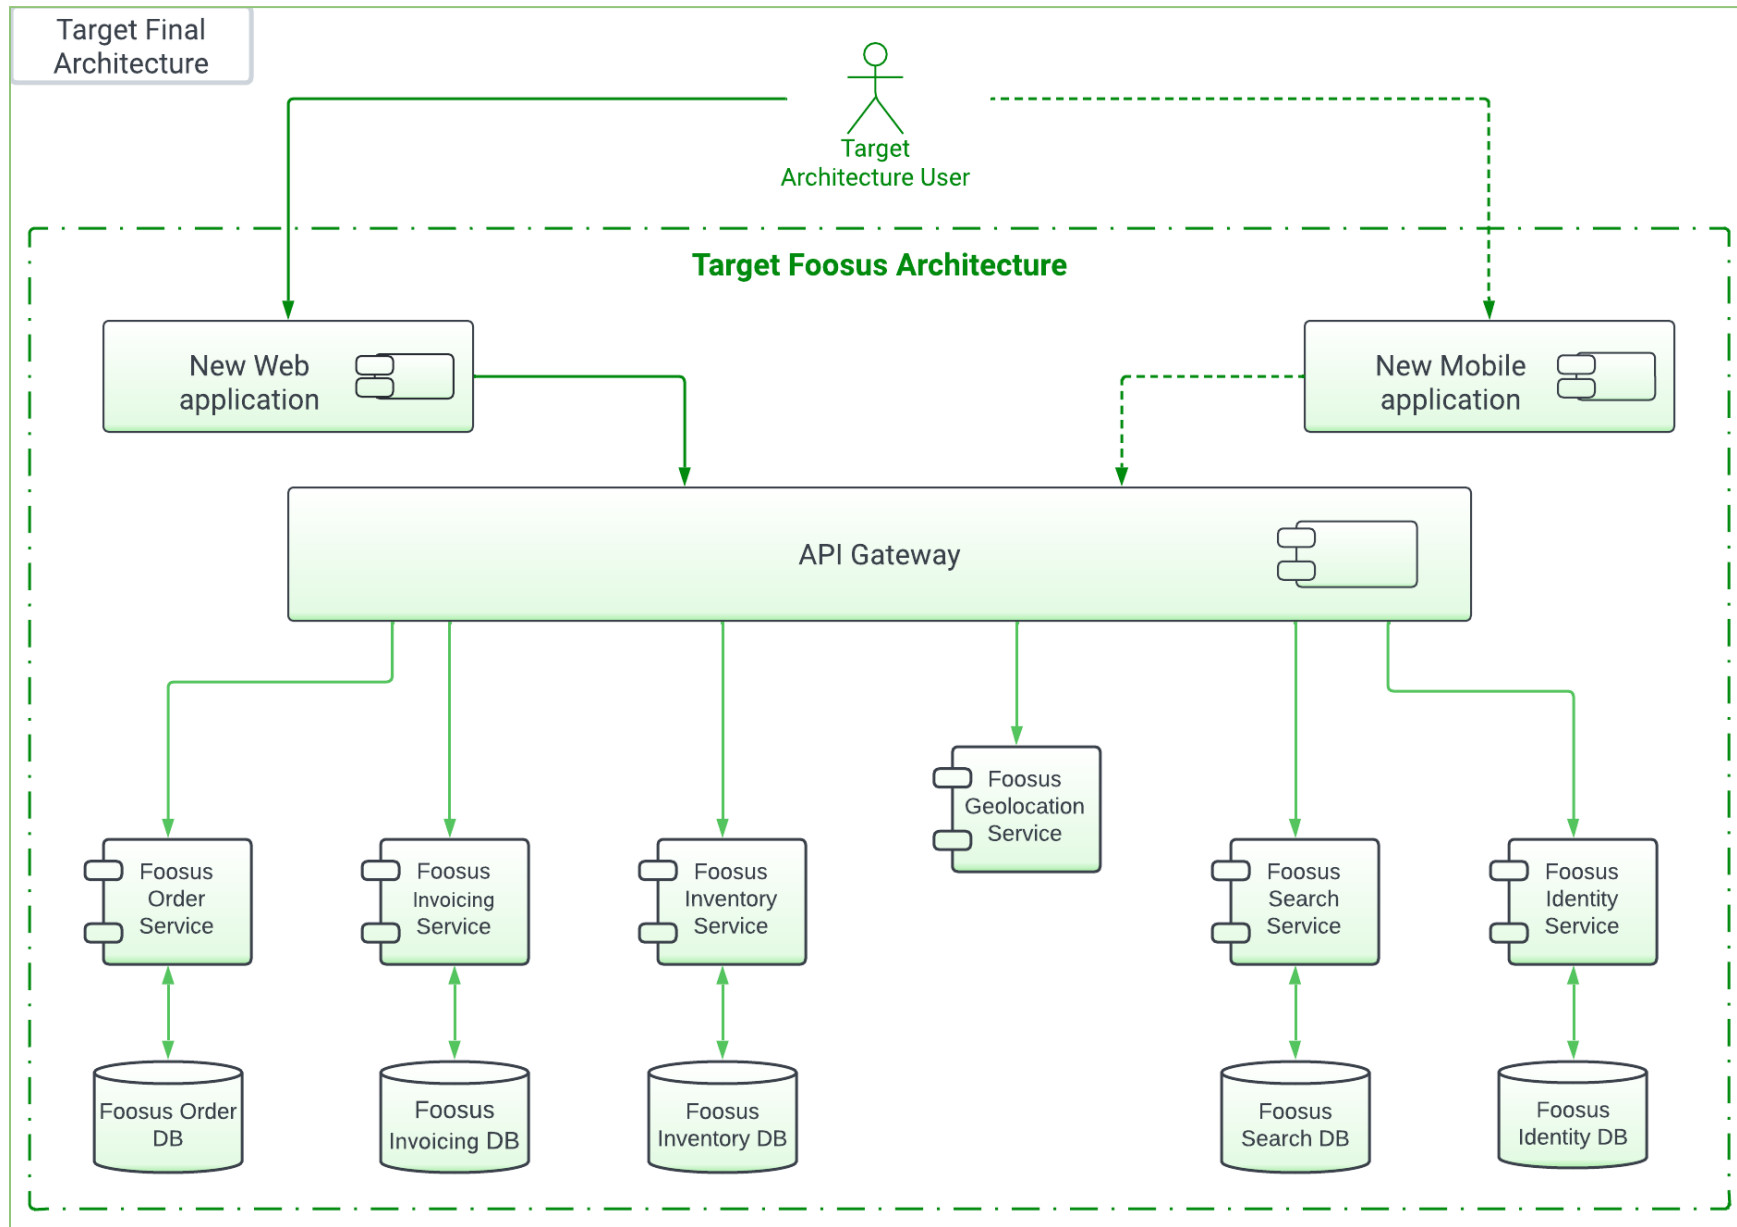 Target Final
Architecture
Target
Architecture User
Target Foosus Architecture
New Web
application
New Mobile
application
API Gateway
Foosus
Geolocation
Service
Foosus
Order
Service
Foosus
Invoicing
Service
Foosus
Inventory
Service
Foosus
Search
Service
Foosus
Identity
Service
Foosus Order
DB
Foosus
Invoicing DB
Foosus
Inventory DB
Foosus
Search DB
Foosus
Identity DB